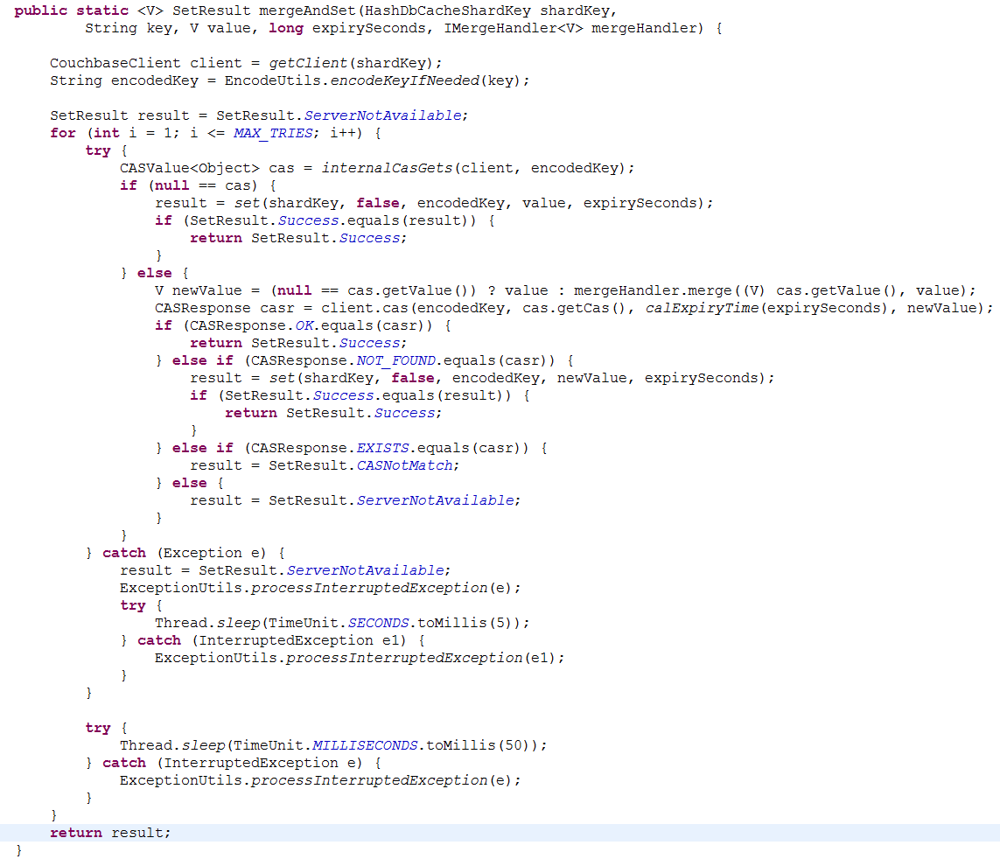 public static <V> SetResult mergeAndSet(HashDbCacheShardKey shardKey,
        String key, V value, long expirySeconds, IMergeHandler<V> mergeHandler) {

    CouchbaseClient client = getClient(shardKey);
    String encodedKey = EncodeUtils.encodeKeyIfNeeded(key);

    SetResult result = SetResult.ServerNotAvailable;
    for (int i = 1; i <= MAX_TRIES; i++) {
        try {
            CASValue<Object> cas = internalCasGets(client, encodedKey);
            if (null == cas) {
                result = set(shardKey, false, encodedKey, value, expirySeconds);
                if (SetResult.Success.equals(result)) {
                    return SetResult.Success;
                }
            } else {
                V newValue = (null == cas.getValue()) ? value : mergeHandler.merge((V) cas.getValue(), value);
                CASResponse casr = client.cas(encodedKey, cas.getCas(), calExpiryTime(expirySeconds), newValue);
                if (CASResponse.OK.equals(casr)) {
                    return SetResult.Success;
                } else if (CASResponse.NOT_FOUND.equals(casr)) {
                    result = set(shardKey, false, encodedKey, newValue, expirySeconds);
                    if (SetResult.Success.equals(result)) {
                        return SetResult.Success;
                    }
                } else if (CASResponse.EXISTS.equals(casr)) {
                    result = SetResult.CASNotMatch;
                } else {
                    result = SetResult.ServerNotAvailable;
                }
            }
        } catch (Exception e) {
            result = SetResult.ServerNotAvailable;
            ExceptionUtils.processInterruptedException(e);
            try {
                Thread.sleep(TimeUnit.SECONDS.toMillis(5));
            } catch (InterruptedException e1) {
                ExceptionUtils.processInterruptedException(e1);
            }
        }

        try {
            Thread.sleep(TimeUnit.MILLISECONDS.toMillis(50));
        } catch (InterruptedException e) {
            ExceptionUtils.processInterruptedException(e);
        }
    }
    return result;
}